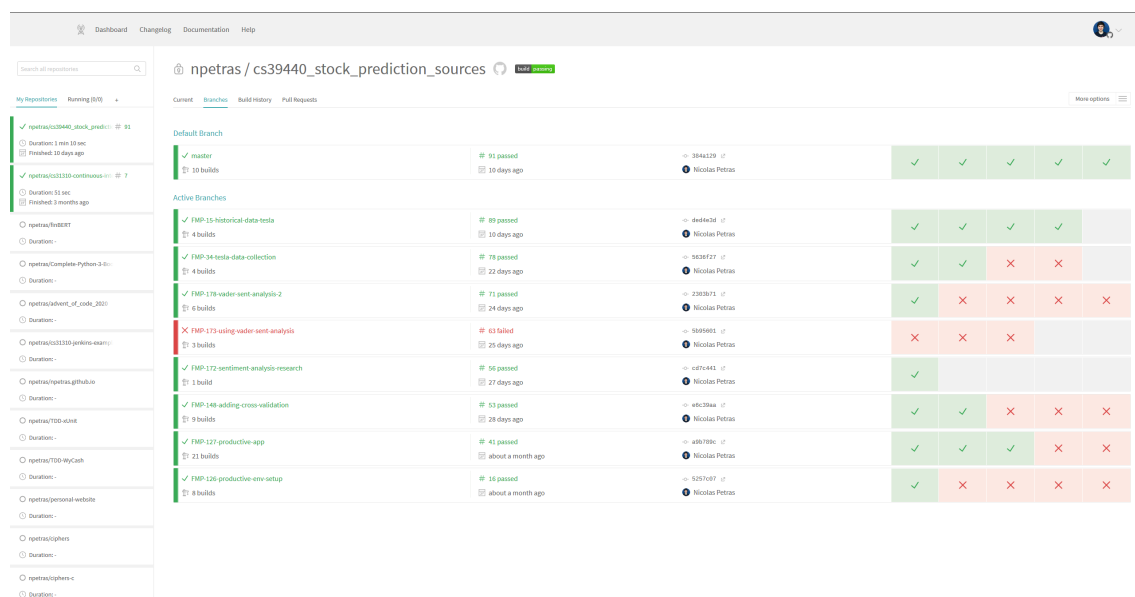 Dashboard Changelog Documentation Help
Search all repositories
My Repositories Running (0/0) +
npetras/cs39440_stock_predict # 91
Duration: 1 min 10 sec
Finished: 10 days ago
npetras/cs31310-continuous-in # 7
Duration: 51 sec
Finished: 3 months ago
npetras/finBERT
Duration: -
npetras/Complete-Python-3-Bo
Duration: -
npetras/advent_of_code_2020
Duration: -
npetras/cs31310-jenkins-examp
Duration: -
npetras/npetras.github.io
Duration: -
npetras/TDD-xUnit
Duration: -
npetras/TDD-WyCash
Duration: -
npetras/personal-website
Duration: -
npetras/ciphers
Duration: -
npetras/ciphers-c
Duration: -
npetras / cs39440_stock_prediction_sources build passing
Current Branches Build History Pull Requests More options
Default Branch
master # 91 passed 384a129
10 builds 10 days ago Nicolas Petras
Active Branches
FMP-15-historical-data-tesla # 89 passed ded4e3d
4 builds 10 days ago Nicolas Petras
FMP-34-tesla-data-collection # 78 passed 5636f27
4 builds 22 days ago Nicolas Petras
FMP-178-vader-sent-analysis-2 # 71 passed 2303b71
6 builds 24 days ago Nicolas Petras
FMP-173-using-vader-sent-analysis # 63 failed 5b95601
3 builds 25 days ago Nicolas Petras
FMP-172-sentiment-analysis-research # 56 passed cd7c441
1 build 27 days ago Nicolas Petras
FMP-148-adding-cross-validation # 53 passed e6c39aa
9 builds 28 days ago Nicolas Petras
FMP-127-productive-app # 41 passed a9b789c
21 builds about a month ago Nicolas Petras
FMP-126-productive-env-setup # 16 passed 5257c07
8 builds about a month ago Nicolas Petras